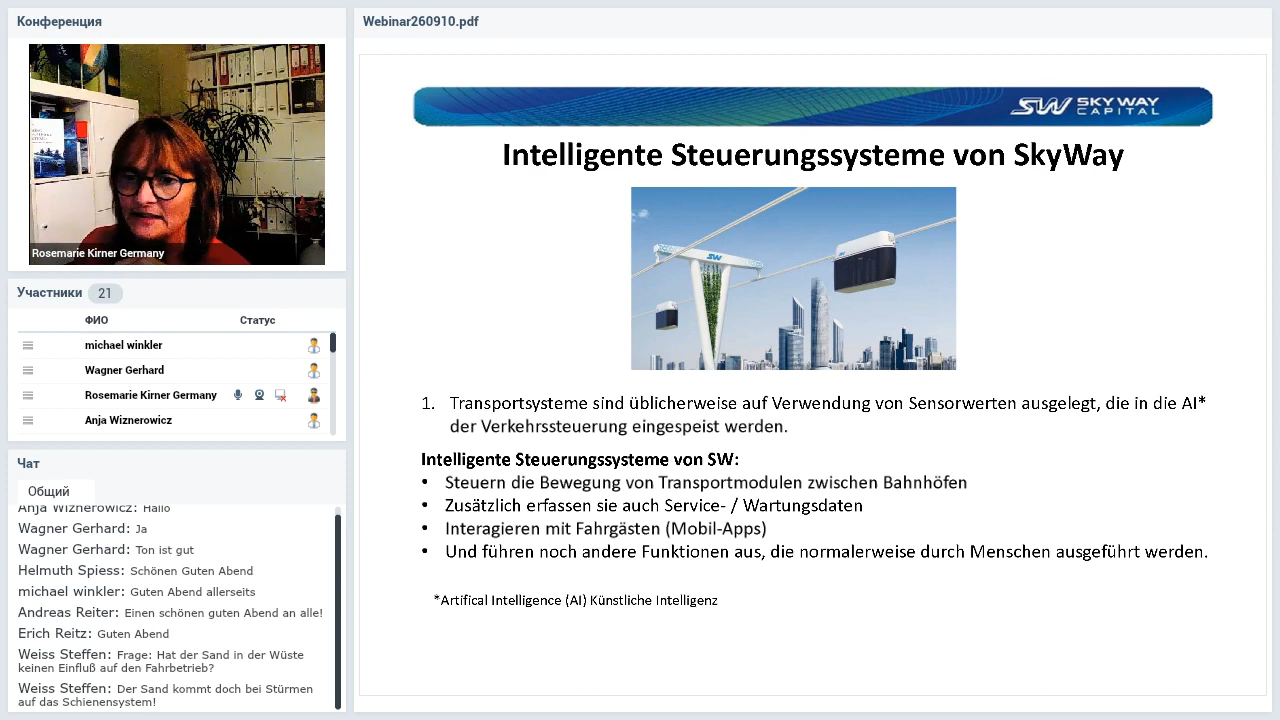 Конференция
Rosemarie Kirner Germany
Участники 21
ФИО Статус
michael winkler
Wagner Gerhard
Rosemarie Kirner Germany
Anja Wiznerowicz
Чат
Общий
Anja Wiznerowicz: Hallo
Wagner Gerhard: Ja
Wagner Gerhard: Ton ist gut
Helmuth Spiess: Schönen Guten Abend
michael winkler: Guten Abend allerseits
Andreas Reiter: Einen schönen guten Abend an alle!
Erich Reitz: Guten Abend
Weiss Steffen: Frage: Hat der Sand in der Wüste
keinen Einfluß auf den Fahrbetrieb?
Weiss Steffen: Der Sand kommt doch bei Stürmen
auf das Schienensystem!
Webinar260910.pdf
SW SKY WAY
CAPITAL
Intelligente Steuerungssysteme von SkyWay
SW
1. Transportsysteme sind üblicherweise auf Verwendung von Sensorwerten ausgelegt, die in die AI*
der Verkehrssteuerung eingespeist werden.
Intelligente Steuerungssysteme von SW:
• Steuern die Bewegung von Transportmodulen zwischen Bahnhöfen
• Zusätzlich erfassen sie auch Service- / Wartungsdaten
• Interagieren mit Fahrgästen (Mobil-Apps)
• Und führen noch andere Funktionen aus, die normalerweise durch Menschen ausgeführt werden.
*Artifical Intelligence (AI) Künstliche Intelligenz